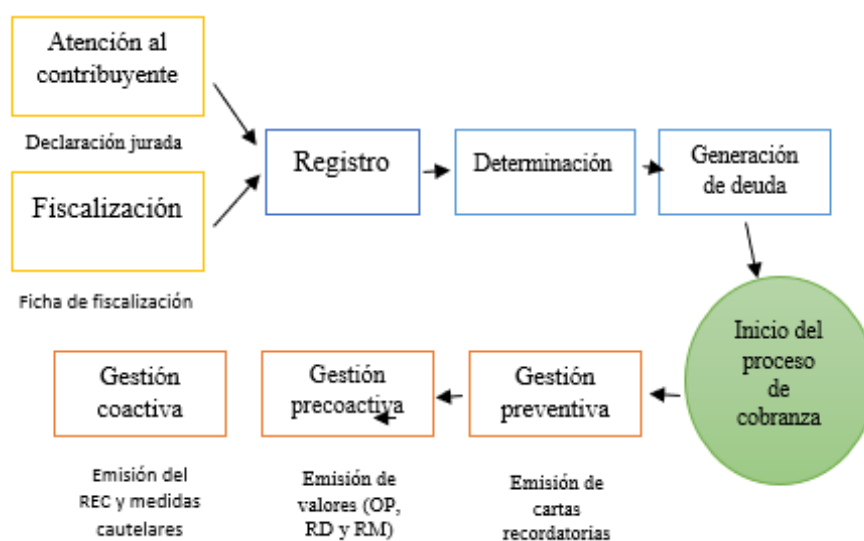 Atención al
contribuyente
Declaración jurada
Fiscalización
Ficha de fiscalización
Registro
Determinación
Generación
de deuda
Inicio del
proceso
de
cobranza
Gestión
preventiva
Emisión de
cartas
recordatorias
Gestión
precoactiva
Emisión de
valores (OP,
RD y RM)
Gestión
coactiva
Emisión del
REC y medidas
cautelares